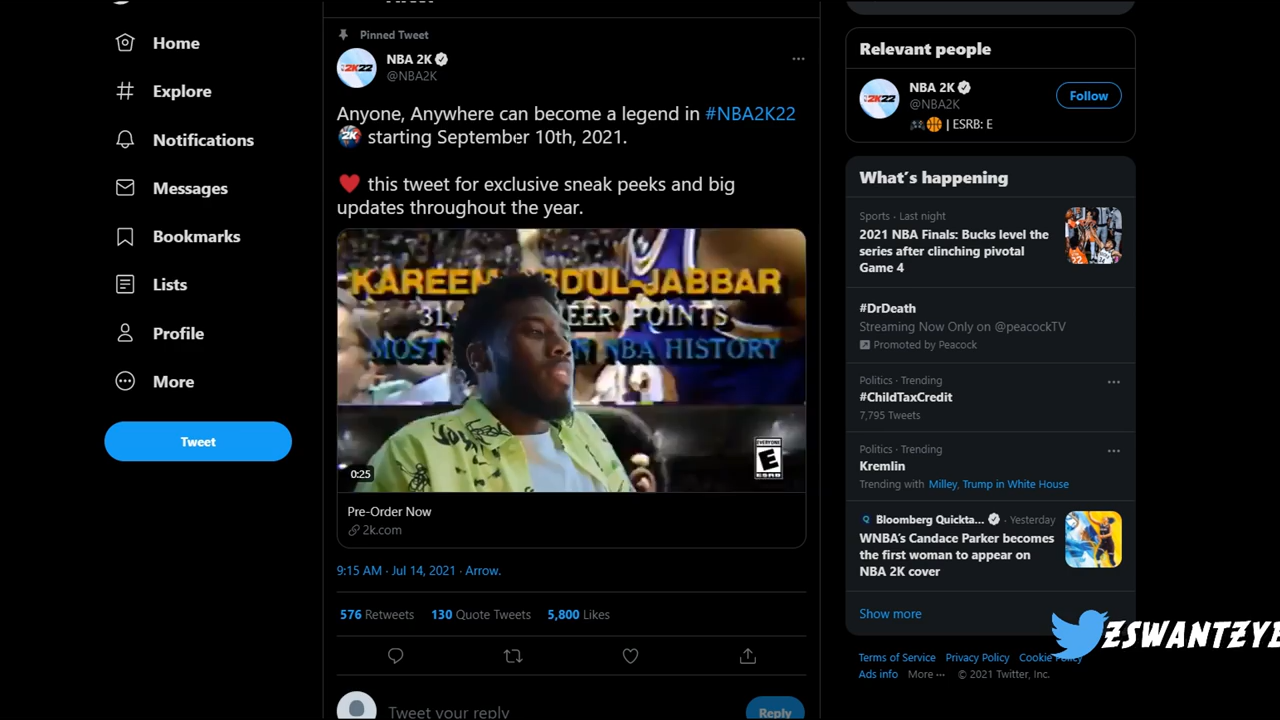 Home
Explore
Notifications
Messages
Bookmarks
Lists
Profile
More
Tweet
Pinned Tweet
NBA 2K
@NBA2K
Anyone, Anywhere can become a legend in #NBA2K22
2K starting September 10th, 2021.
this tweet for exclusive sneak peeks and big
updates throughout the year.
KAREEM ABDUL-JABBAR
POINTS
MOST NBA HISTORY
EVERYONE
E
ESRB
0:25
Pre-Order Now
2k.com
9:15 AM · Jul 14, 2021 · Arrow.
576 Retweets 130 Quote Tweets 5,800 Likes
Tweet your reply
Reply
Relevant people
2K22
NBA 2K
@NBA2K
Follow
| ESRB: E
What's happening
Sports · Last night
2021 NBA Finals: Bucks level the
series after clinching pivotal
Game 4
#DrDeath
Streaming Now Only on @peacockTV
Promoted by Peacock
Politics · Trending
#ChildTaxCredit
7,795 Tweets
Politics · Trending
Kremlin
Trending with Milley, Trump in White House
Bloomberg Quickta... · Yesterday
WNBA's Candace Parker becomes
the first woman to appear on
NBA 2K cover
Show more
ZSWANTZYE
Terms of Service Privacy Policy Cookie Policy
Ads info More ··· © 2021 Twitter, Inc.